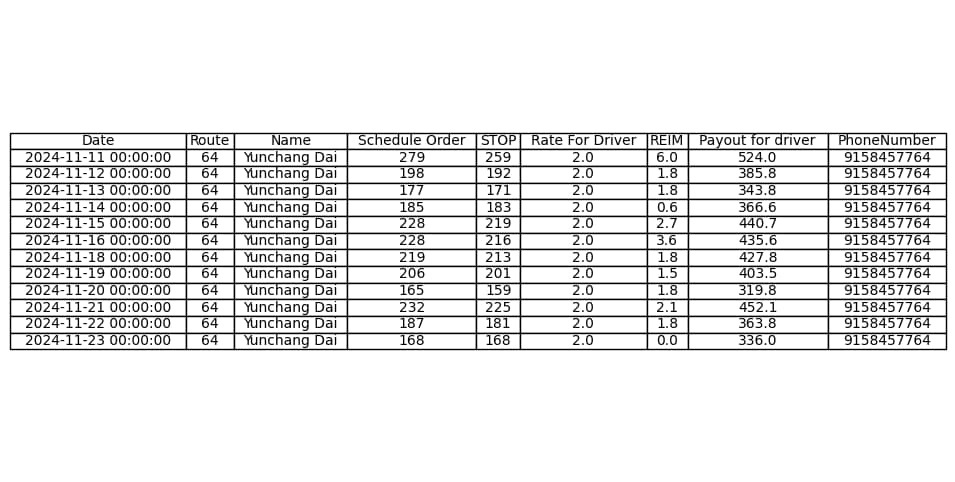 Date Route Name Schedule Order STOP Rate For Driver REIM Payout for driver PhoneNumber
2024-11-11 00:00:00 64 Yunchang Dai 279 259 2.0 6.0 524.0 9158457764
2024-11-12 00:00:00 64 Yunchang Dai 198 192 2.0 1.8 385.8 9158457764
2024-11-13 00:00:00 64 Yunchang Dai 177 171 2.0 1.8 343.8 9158457764
2024-11-14 00:00:00 64 Yunchang Dai 185 183 2.0 0.6 366.6 9158457764
2024-11-15 00:00:00 64 Yunchang Dai 228 219 2.0 2.7 440.7 9158457764
2024-11-16 00:00:00 64 Yunchang Dai 228 216 2.0 3.6 435.6 9158457764
2024-11-18 00:00:00 64 Yunchang Dai 219 213 2.0 1.8 427.8 9158457764
2024-11-19 00:00:00 64 Yunchang Dai 206 201 2.0 1.5 403.5 9158457764
2024-11-20 00:00:00 64 Yunchang Dai 165 159 2.0 1.8 319.8 9158457764
2024-11-21 00:00:00 64 Yunchang Dai 232 225 2.0 2.1 452.1 9158457764
2024-11-22 00:00:00 64 Yunchang Dai 187 181 2.0 1.8 363.8 9158457764
2024-11-23 00:00:00 64 Yunchang Dai 168 168 2.0 0.0 336.0 9158457764